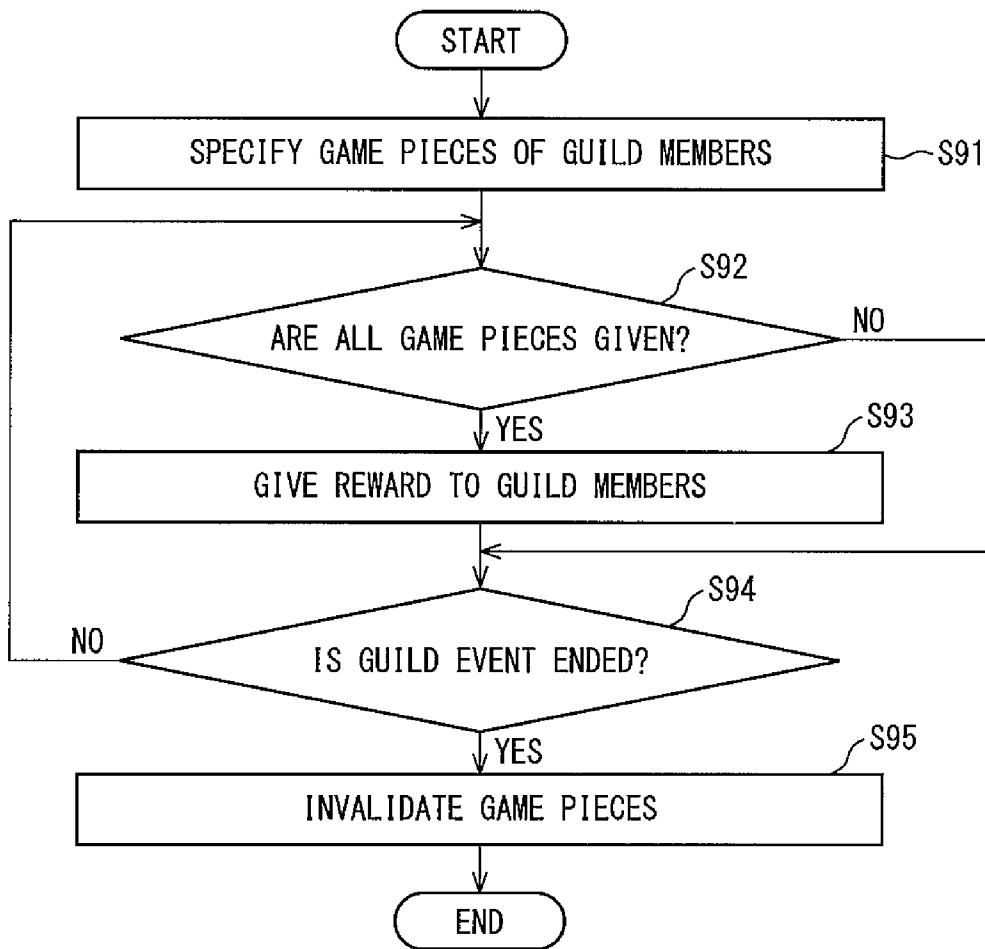 START
SPECIFY GAME PIECES OF GUILD MEMBERS
S91
S92
ARE ALL GAME PIECES GIVEN?
NO
YES
S93
GIVE REWARD TO GUILD MEMBERS
S94
NO
IS GUILD EVENT ENDED?
YES
S95
INVALIDATE GAME PIECES
END